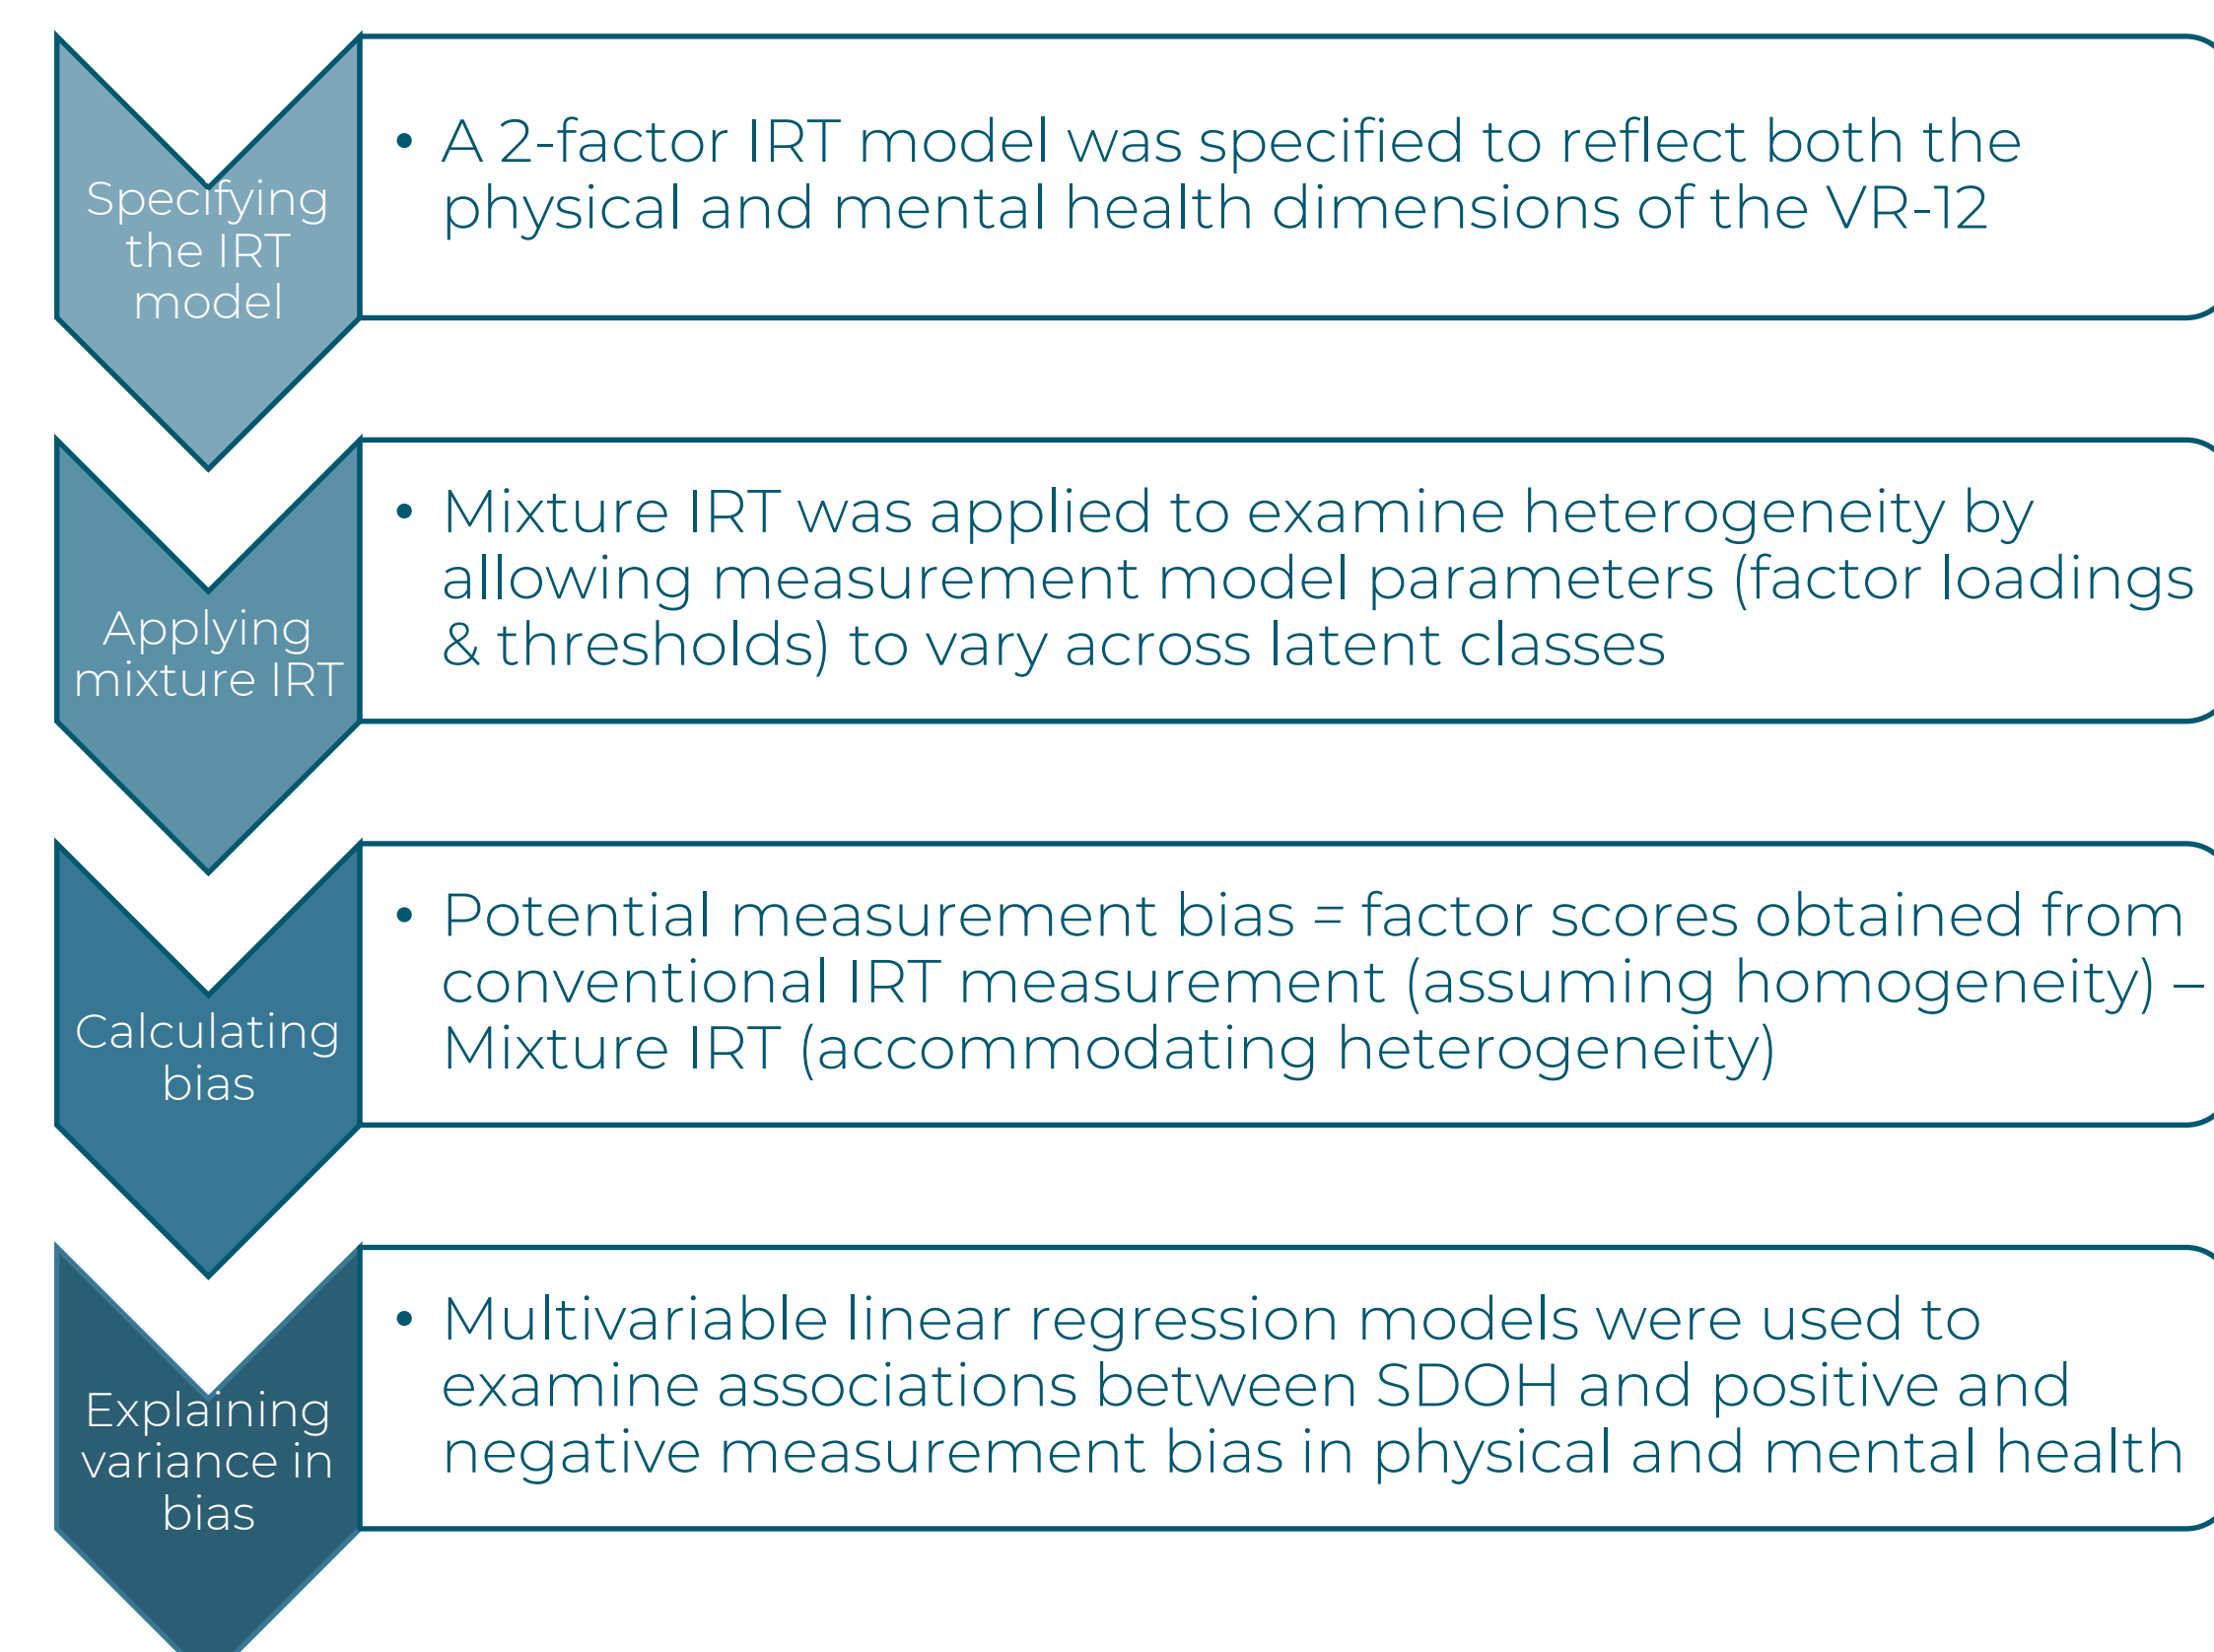 Specifying
the IRT
model
• A 2-factor IRT model was specified to reflect both the
physical and mental health dimensions of the VR-12
Applying
mixture IRT
• Mixture IRT was applied to examine heterogeneity by
allowing measurement model parameters (factor loadings
& thresholds) to vary across latent classes
Calculating
bias
• Potential measurement bias = factor scores obtained from
conventional IRT measurement (assuming homogeneity) –
Mixture IRT (accommodating heterogeneity)
Explaining
variance in
bias
• Multivariable linear regression models were used to
examine associations between SDOH and positive and
negative measurement bias in physical and mental health